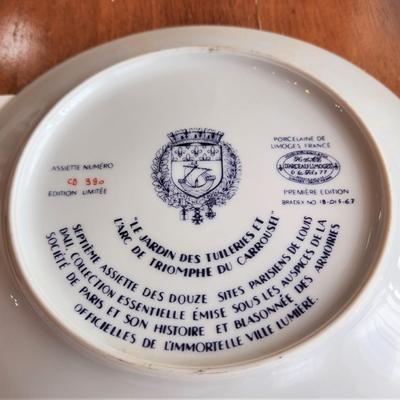 ASSIETTE NUMÉRO
CD 390
ÉDITION LIMITÉE
PORCELAINE DE
LIMOGES, FRANCE
PREMIÈRE EDITION
BRADEX NO. 18-D15-6.7
"LE JARDIN DES TUILERIES ET
L'ARC DE TRIOMPHE DU CARROUSEL"
SEPTIÈME ASSIETTE DES DOUZE SITES PARISIENS DE LOUIS
DALI, COLLECTION ESSENTIELLE ÉMISE SOUS LES AUSPICES DE LA
SOCIÉTÉ DE PARIS ET SON HISTOIRE ET BLASONNÉE DES ARMOIRIES
OFFICIELLES DE L'IMMORTELLE VILLE LUMIÈRE.